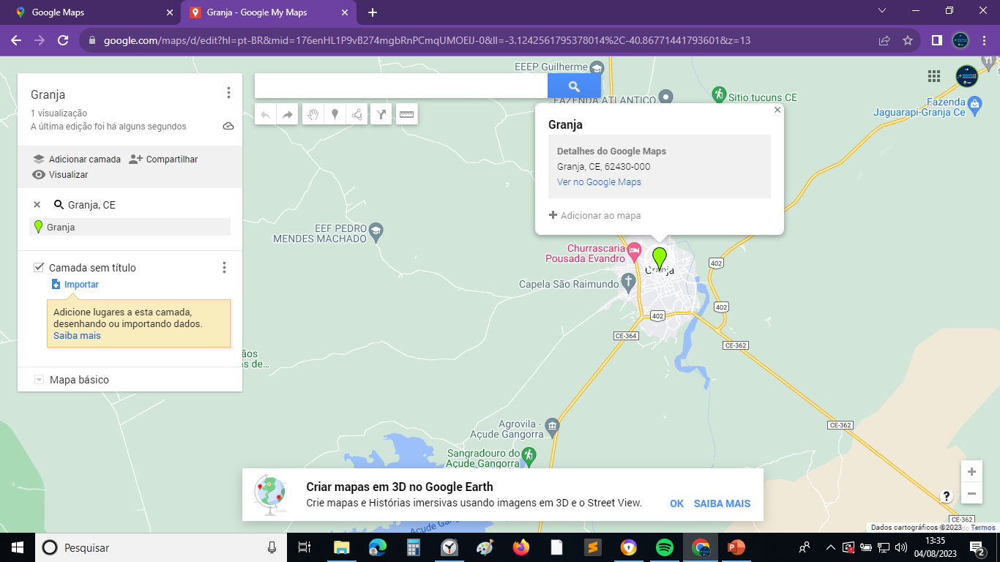 Google Maps
Granja - Google My Maps
google.com/maps/d/edit?hl=pt-BR&mid=176enHL1P9vB274mgbRnPCmqUMOEIJ-0&ll=-3.1242561795378014%2C-40.86771441793601&z=13
Granja
1 visualização
A última edição foi há alguns segundos
Adicionar camada
Compartilhar
Visualizar
Granja, CE
Granja
Camada sem título
Importar
Adicione lugares a esta camada,
desenhando ou importando dados.
Saiba mais
Mapa básico
EEEP Guilherme
FAZENDA ATLANTICO
Sitio tucuns CE
Fazenda
Jaguarapi-Granja Ce
Granja
Detalhes do Google Maps
Granja, CE, 62430-000
Ver no Google Maps
Adicionar ao mapa
EEF PEDRO
MENDES MACHADO
Churrascaria
Pousada Evandro
Granja
402
Capela São Raimundo
402
402
CE-364
CE-362
ãos
as de...
CE-362
Agrovila -
Açude Gangorra
Sangradouro do
Açude Gangorra
Açude Gangorra
Criar mapas em 3D no Google Earth
Crie mapas e Histórias imersivas usando imagens em 3D e o Street View.
OK
SAIBA MAIS
?
CE-362
Dados cartográficos ©2023
Termos
Pesquisar
13:35
04/08/2023
2